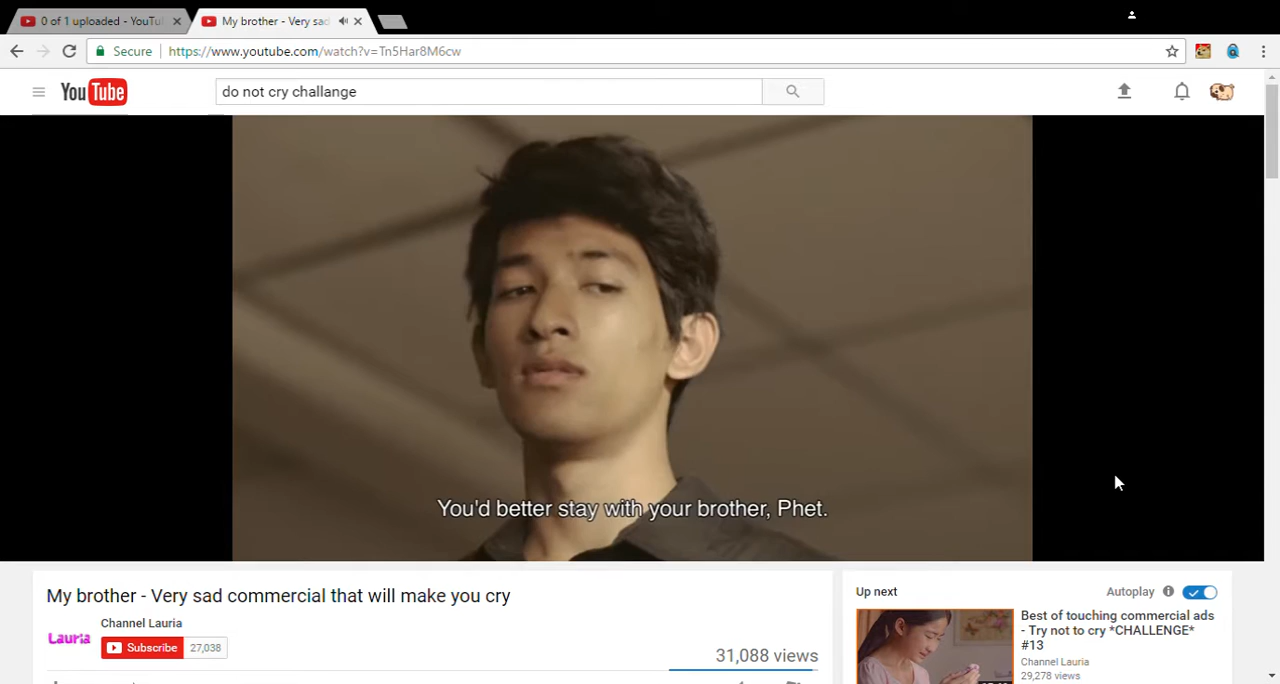 0 of 1 uploaded - YouTu
My brother - Very sad
Secure
https://www.youtube.com/watch?v=Tn5Har8M6cw
YouTube
do not cry challange
You'd better stay with your brother, Phet.
My brother - Very sad commercial that will make you cry
Channel Lauria
Lauria
Subscribe 27,038
31,088 views
Up next
Autoplay
Best of touching commercial ads
- Try not to cry *CHALLENGE*
#13
Channel Lauria
29,278 views